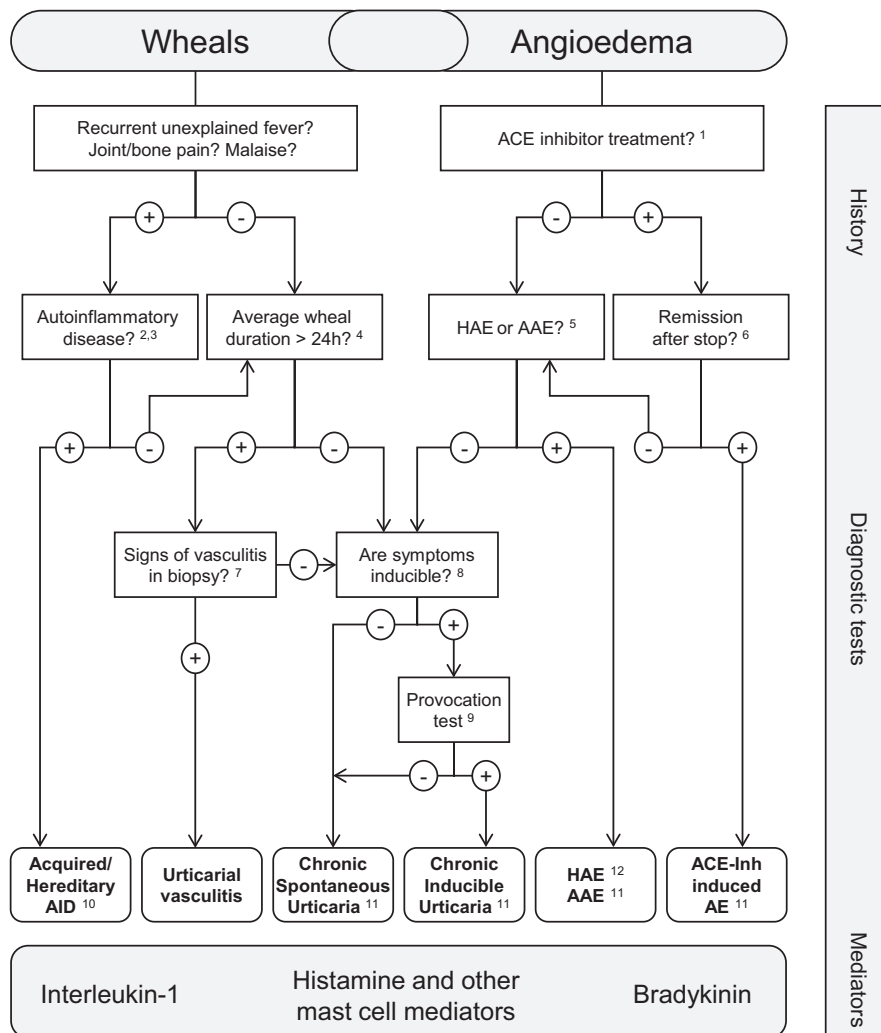 Wheals
Angioedema
Recurrent unexplained fever?
Joint/bone pain? Malaise?
ACE inhibitor treatment? 1
+
-
-
+
Autoinflammatory
disease? 2,3
Average wheal
duration > 24h? 4
HAE or AAE? 5
Remission
after stop? 6
+
-
+
-
-
+
-
+
Signs of vasculitis
in biopsy? 7
-
Are symptoms
inducible? 8
-
+
+
Provocation
test 9
-
+
Acquired/
Hereditary
AID 10
Urticarial
vasculitis
Chronic
Spontaneous
Urticaria 11
Chronic
Inducible
Urticaria 11
HAE 12
AAE 11
ACE-Inh
induced
AE 11
Interleukin-1
Histamine and other
mast cell mediators
Bradykinin
History
Diagnostic tests
Mediators